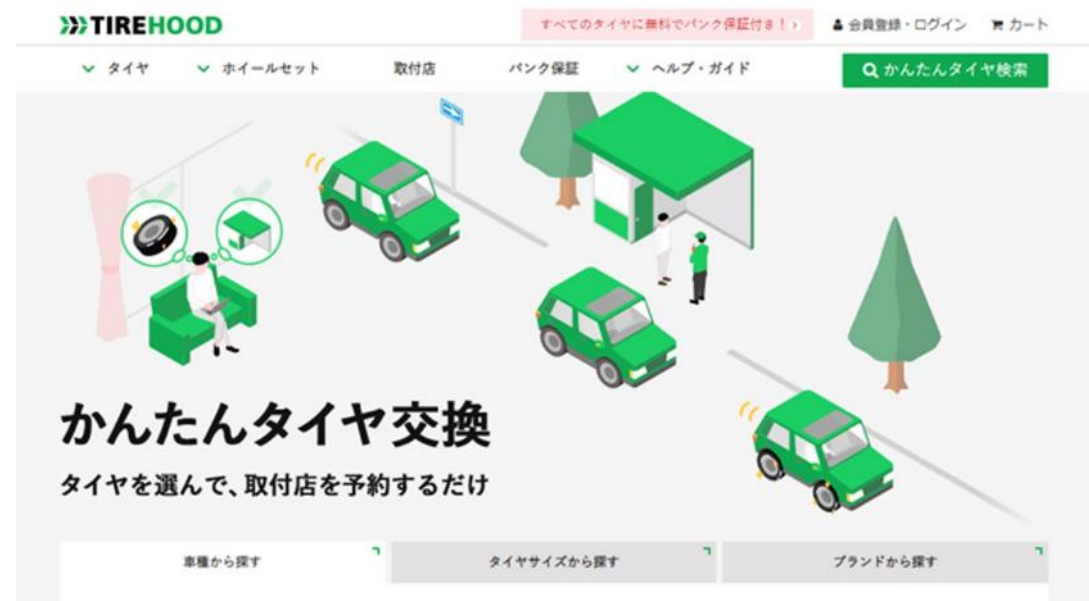 TIREHOOD
すべてのタイヤに無料でパンク保証付き!
会員登録・ログイン
カート
タイヤ
ホイールセット
取付店
パンク保証
ヘルプ・ガイド
かんたんタイヤ検索
かんたんタイヤ交換
タイヤを選んで、取付店を予約するだけ
車種から探す
タイヤサイズから探す
ブランドから探す